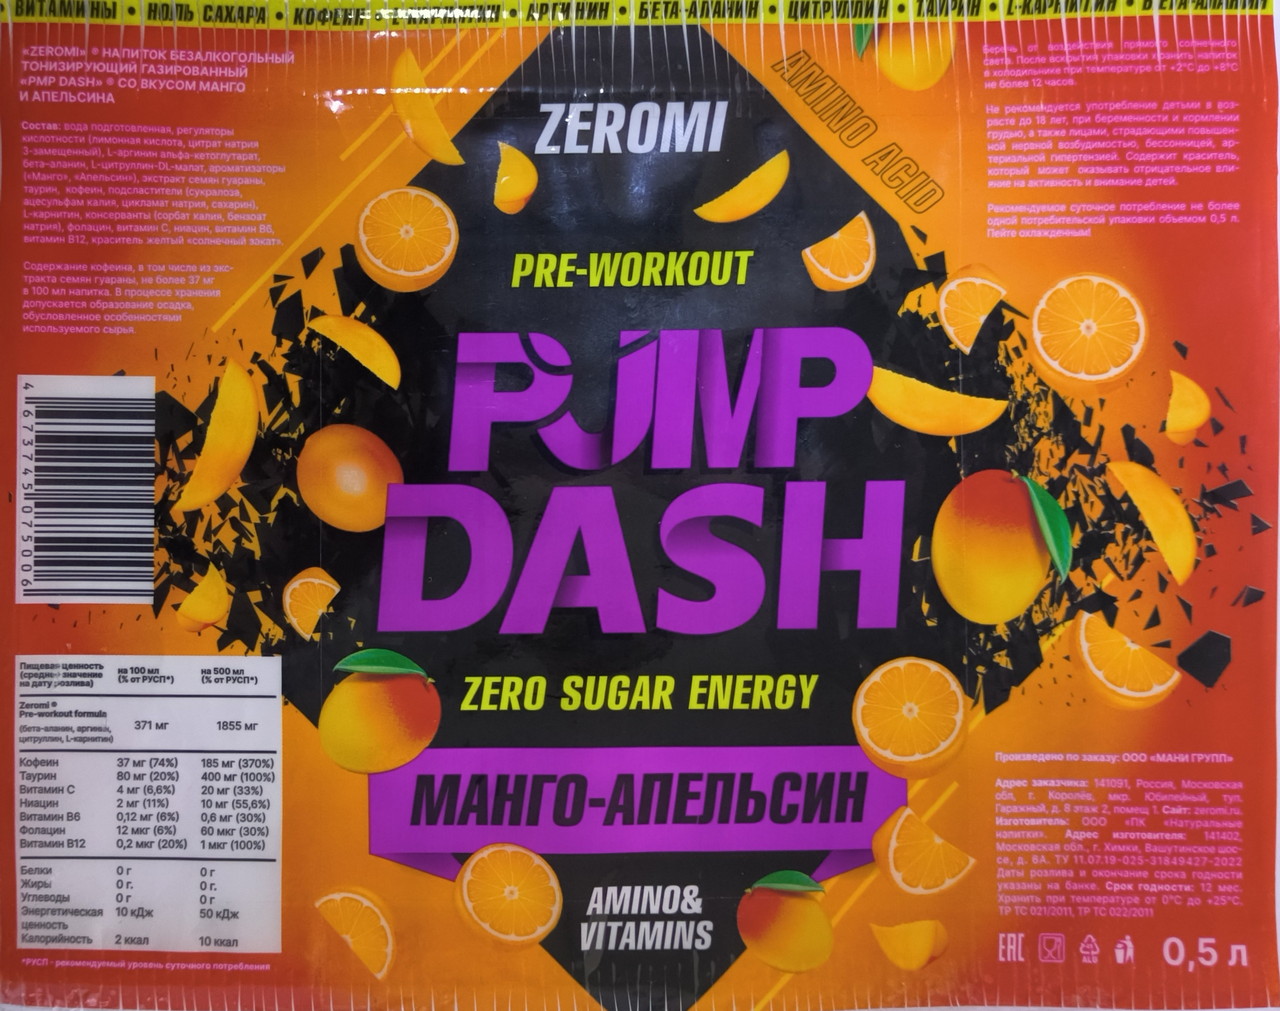 ВИТАМИНЫ • НОЛЬ САХАРА • КОФЕИН • АРГИНИН • БЕТА-АЛАНИН • ЦИТРУЛЛИН • ТАУРИН • L-КАРНИТИН • БЕТА-АЛАНИН
«ZEROMI» ® НАПИТОК БЕЗАЛКОГОЛЬНЫЙ
ТОНИЗИРУЮЩИЙ ГАЗИРОВАННЫЙ
«PMP DASH» ® СО ВКУСОМ МАНГО
И АПЕЛЬСИНА
Состав: вода подготовленная, регуляторы
кислотности (лимонная кислота, цитрат натрия
3-замещенный), L-аргинин альфа-кетоглутарат,
бета-аланин, L-цитруллин-DL-малат, ароматизаторы
(«Манго», «Апельсин»), экстракт семян гуараны,
таурин, кофеин, подсластители (сукралоза,
ацесульфам калия, цикламат натрия, сахарин),
L-карнитин, консерванты (сорбат калия, бензоат
натрия), фолацин, витамин С, ниацин, витамин В6,
витамин В12, краситель желтый «солнечный закат».
Содержание кофеина, в том числе из экс-
тракта семян гуараны, не более 37 мг
в 100 мл напитка. В процессе хранения
допускается образование осадка,
обусловленное особенностями
используемого сырья.
4 673745 075006
Пищевая ценность
(среднее значение
на дату розлива)
на 100 мл
(% от РУСП*)
на 500 мл
(% от РУСП*)
Zeromi ®
Pre-workout formula
(бета-аланин, аргинин,
цитруллин, L-карнитин)
371 мг 1855 мг
Кофеин 37 мг (74%) 185 мг (370%)
Таурин 80 мг (20%) 400 мг (100%)
Витамин С 4 мг (6,6%) 20 мг (33%)
Ниацин 2 мг (11%) 10 мг (55,6%)
Витамин В6 0,12 мг (6%) 0,6 мг (30%)
Фолацин 12 мкг (6%) 60 мкг (30%)
Витамин В12 0,2 мкг (20%) 1 мкг (100%)
Белки 0 г 0 г
Жиры 0 г. 0 г.
Углеводы 0 г 0 г
Энергетическая 10 кДж 50 кДж
ценность
Калорийность 2 ккал 10 ккал
*РУСП - рекомендуемый уровень суточного потребления
ZEROMI
AMINO ACID
PRE-WORKOUT
PUMP
DASH
ZERO SUGAR ENERGY
МАНГО-АПЕЛЬСИН
AMINO&
VITAMINS
Беречь от воздействия прямого солнечного
света. После вскрытия упаковки хранить напиток
в холодильнике при температуре от +2°С до +8°С
не более 12 часов.
Не рекомендуется употребление детьми в воз-
расте до 18 лет, при беременности и кормлении
грудью, а также лицами, страдающими повышен-
ной нервной возбудимостью, бессонницей, ар-
териальной гипертензией. Содержит краситель,
который может оказывать отрицательное вли-
яние на активность и внимание детей.
Рекомендуемое суточное потребление не более
одной потребительской упаковки объемом 0,5 л.
Пейте охлажденным!
Произведено по заказу: ООО «МАНИ ГРУПП»
Адрес заказчика: 141091, Россия, Московская
обл, г. Королёв, мкр. Юбилейный, туп.
Гаражный, д. 8 этаж 2, помещ 1. Сайт: zeromi.ru.
Изготовитель: ООО «ПК «Натуральные
напитки». Адрес изготовителя: 141402,
Московская обл., г. Химки, Вашутинское шос-
се, д. 8А. ТУ 11.07.19-025-31849427-2022
Даты розлива и окончание срока годности
указаны на банке. Срок годности: 12 мес.
Хранить при температуре от 0°С до +25°С.
ТР ТС 021/2011, ТР ТС 022/2011
ЕАС ALU 0,5 л